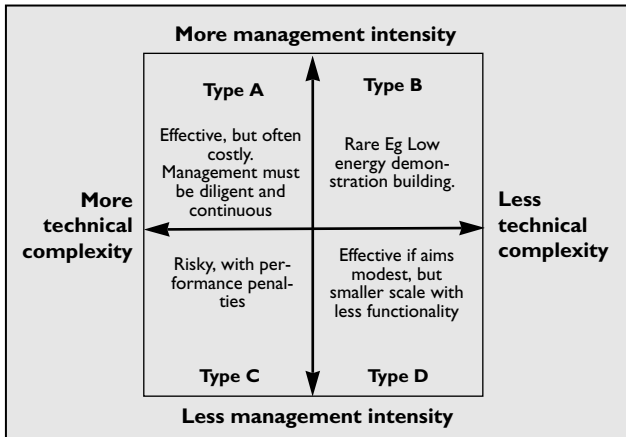 More management intensity
Type A
Type B
Effective, but often
costly.
Management must
be diligent and
continuous
Rare Eg Low
energy demon-
stration building.
More
technical
complexity
Less
technical
complexity
Risky, with per-
formance penal-
ties
Effective if aims
modest, but
smaller scale with
less functionality
Type C
Type D
Less management intensity